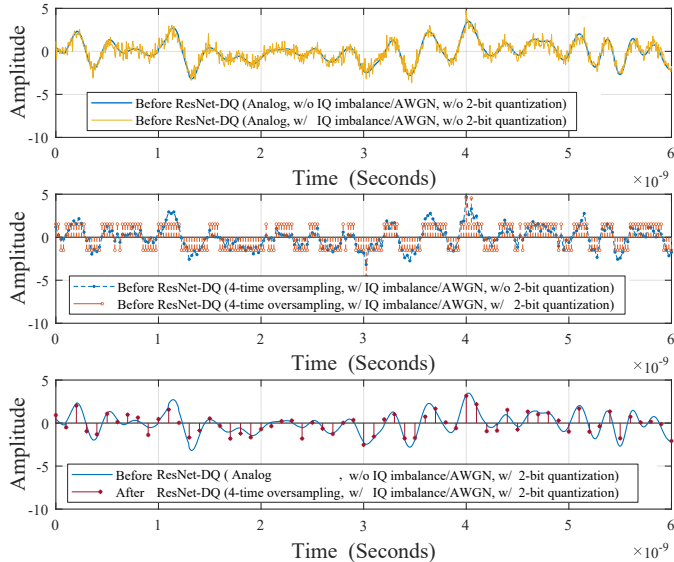 5
0
-5
-10
Amplitude
Before ResNet-DQ (Analog, w/o IQ imbalance/AWGN, w/o 2-bit quantization)
Before ResNet-DQ (Analog, w/ IQ imbalance/AWGN, w/o 2-bit quantization)
0 1 2 3 4 5 6
Time (Seconds) ×10⁻⁹
5
0
-5
-10
Amplitude
Before ResNet-DQ (4-time oversampling, w/ IQ imbalance/AWGN, w/o 2-bit quantization)
Before ResNet-DQ (4-time oversampling, w/ IQ imbalance/AWGN, w/ 2-bit quantization)
0 1 2 3 4 5 6
Time (Seconds) ×10⁻⁹
5
0
-5
-10
Amplitude
Before ResNet-DQ ( Analog , w/o IQ imbalance/AWGN, w/ 2-bit quantization)
After ResNet-DQ (4-time oversampling, w/ IQ imbalance/AWGN, w/ 2-bit quantization)
0 1 2 3 4 5 6
Time (Seconds) ×10⁻⁹